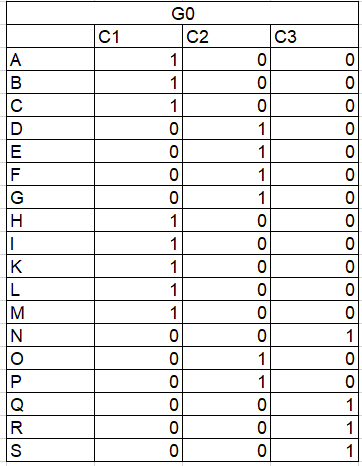 G0
C1 C2 C3
A 1 0 0
B 1 0 0
C 1 0 0
D 0 1 0
E 0 1 0
F 0 1 0
G 0 1 0
H 1 0 0
I 1 0 0
K 1 0 0
L 1 0 0
M 1 0 0
N 0 0 1
O 0 1 0
P 0 1 0
Q 0 0 1
R 0 0 1
S 0 0 1